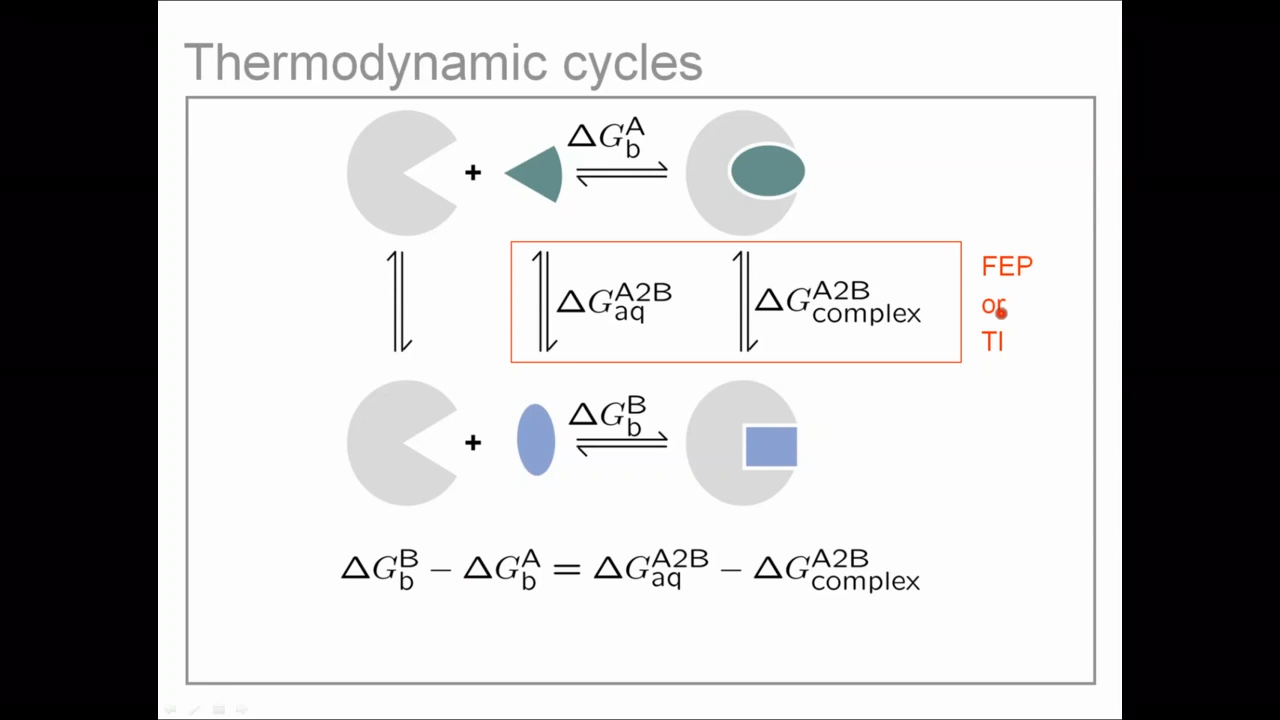 Thermodynamic cycles
+ ΔG_b^A
ΔG_aq^A2B ΔG_complex^A2B
FEP
or
TI
+ ΔG_b^B
ΔG_b^B − ΔG_b^A = ΔG_aq^A2B − ΔG_complex^A2B